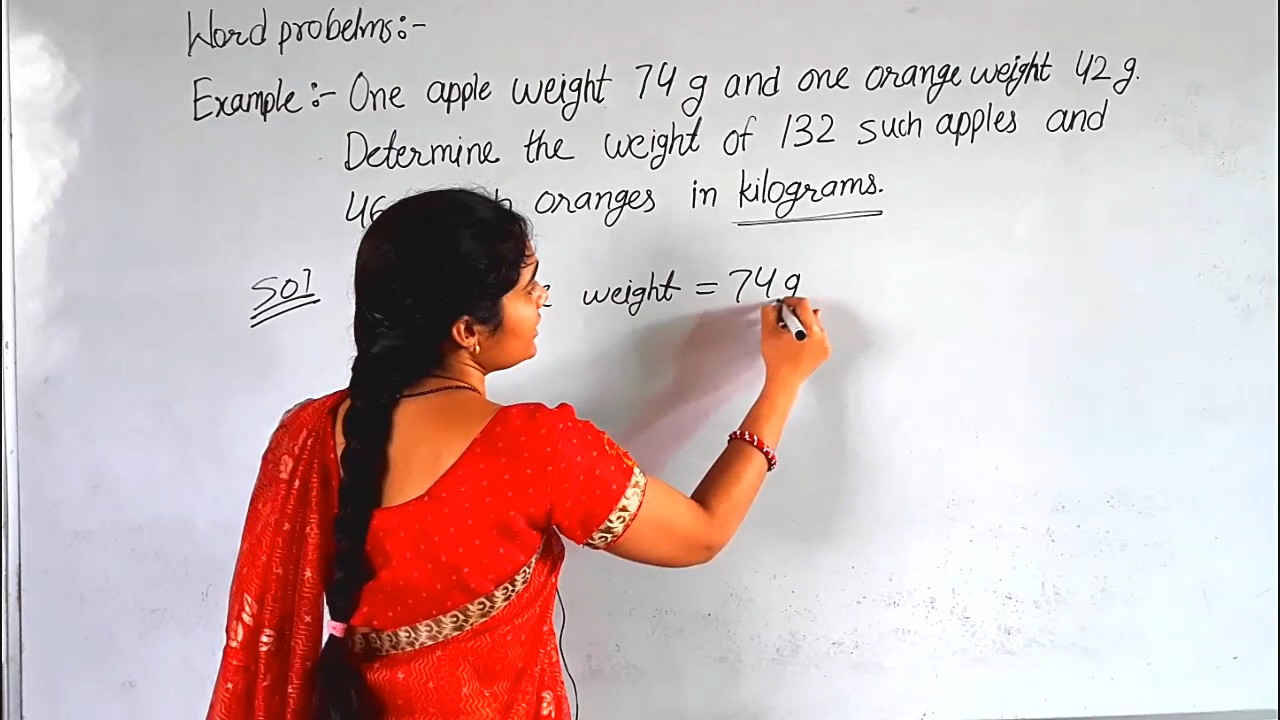 Word probelms:-
Example:- One apple weight 74 g and one orange weight 42 g.
Determine the weight of 132 such apples and
oranges in kilograms.
Sol weight = 74 g